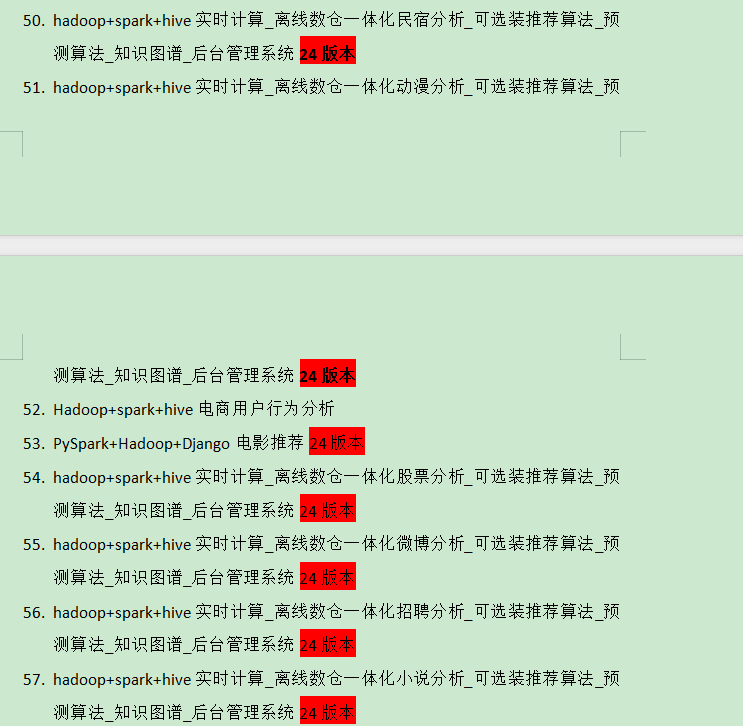 50. hadoop+spark+hive 实时计算_离线数仓一体化民宿分析_可选装推荐算法_预
测算法_知识图谱_后台管理系统 24 版本
51. hadoop+spark+hive 实时计算_离线数仓一体化动漫分析_可选装推荐算法_预
测算法_知识图谱_后台管理系统 24 版本
52. Hadoop+spark+hive 电商用户行为分析
53. PySpark+Hadoop+Django 电影推荐 24 版本
54. hadoop+spark+hive 实时计算_离线数仓一体化股票分析_可选装推荐算法_预
测算法_知识图谱_后台管理系统 24 版本
55. hadoop+spark+hive 实时计算_离线数仓一体化微博分析_可选装推荐算法_预
测算法_知识图谱_后台管理系统 24 版本
56. hadoop+spark+hive 实时计算_离线数仓一体化招聘分析_可选装推荐算法_预
测算法_知识图谱_后台管理系统 24 版本
57. hadoop+spark+hive 实时计算_离线数仓一体化小说分析_可选装推荐算法_预
测算法_知识图谱_后台管理系统 24 版本